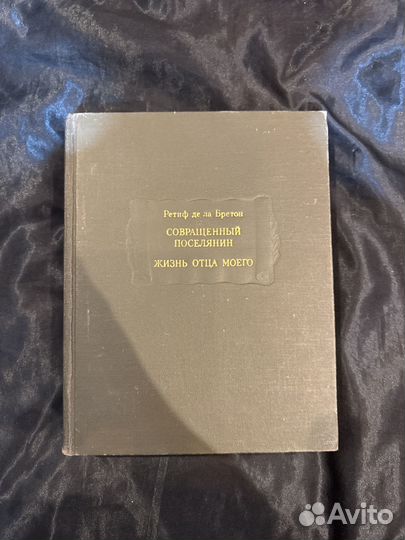 Ретиф де ла Бретон
СОВРАЩЕННЫЙ
ПОСЕЛЯНИН
ЖИЗНЬ ОТЦА МОЕГО
Avito